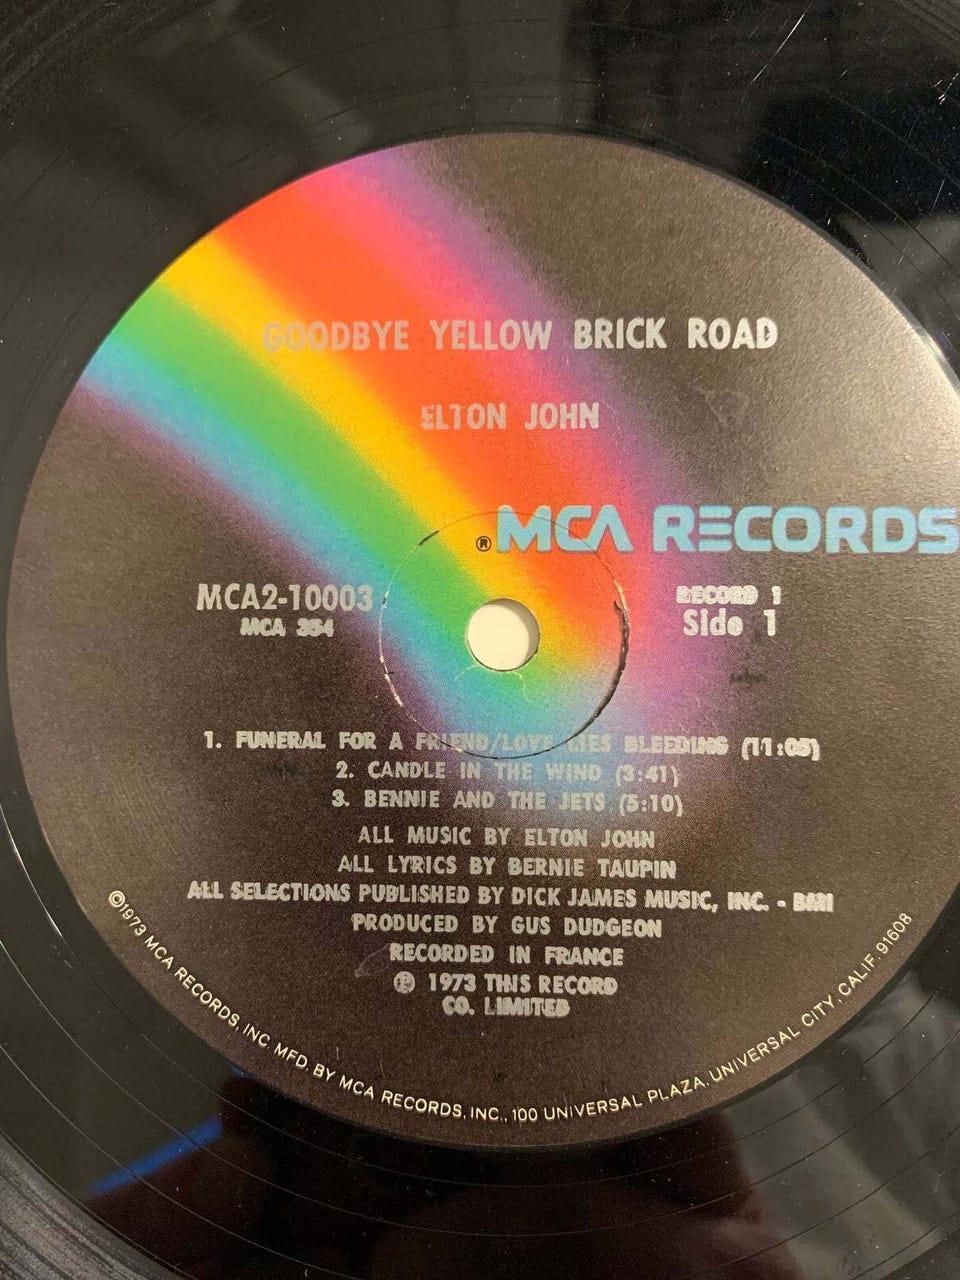 GOODBYE YELLOW BRICK ROAD
ELTON JOHN
® MCA RECORDS
MCA2-10003
MCA 354
RECORD 1
Side 1
1. FUNERAL FOR A FRIEND/LOVE LIES BLEEDING (11:05)
2. CANDLE IN THE WIND (3:41)
3. BENNIE AND THE JETS (5:10)
ALL MUSIC BY ELTON JOHN
ALL LYRICS BY BERNIE TAUPIN
ALL SELECTIONS PUBLISHED BY DICK JAMES MUSIC, INC. - BMI
PRODUCED BY GUS DUDGEON
RECORDED IN FRANCE
℗ 1973 THIS RECORD
CO. LIMITED
©1973 MCA RECORDS, INC. MFD. BY MCA RECORDS, INC., 100 UNIVERSAL PLAZA, UNIVERSAL CITY, CALIF. 91608